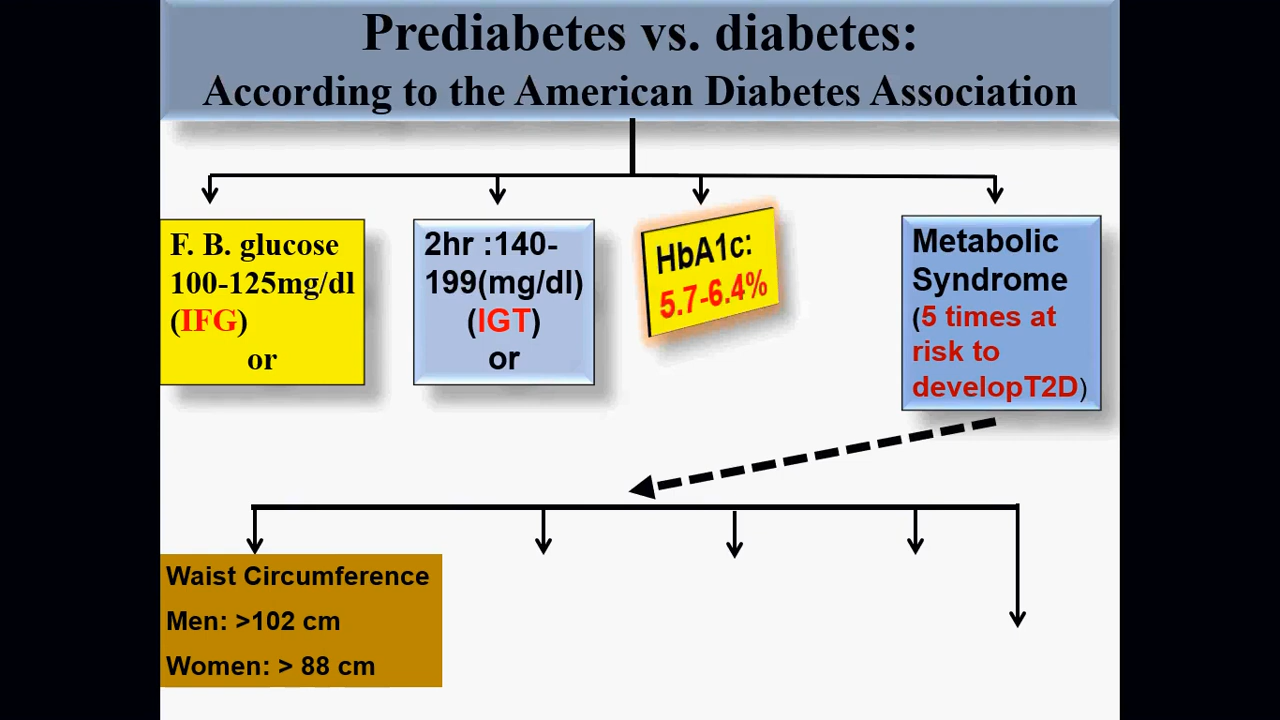 Prediabetes vs. diabetes:
According to the American Diabetes Association
F. B. glucose
100-125mg/dl
(IFG)
or
2hr :140-
199(mg/dl)
(IGT)
or
HbA1c:
5.7-6.4%
Metabolic
Syndrome
(5 times at
risk to
developT2D)
Waist Circumference
Men: >102 cm
Women: > 88 cm